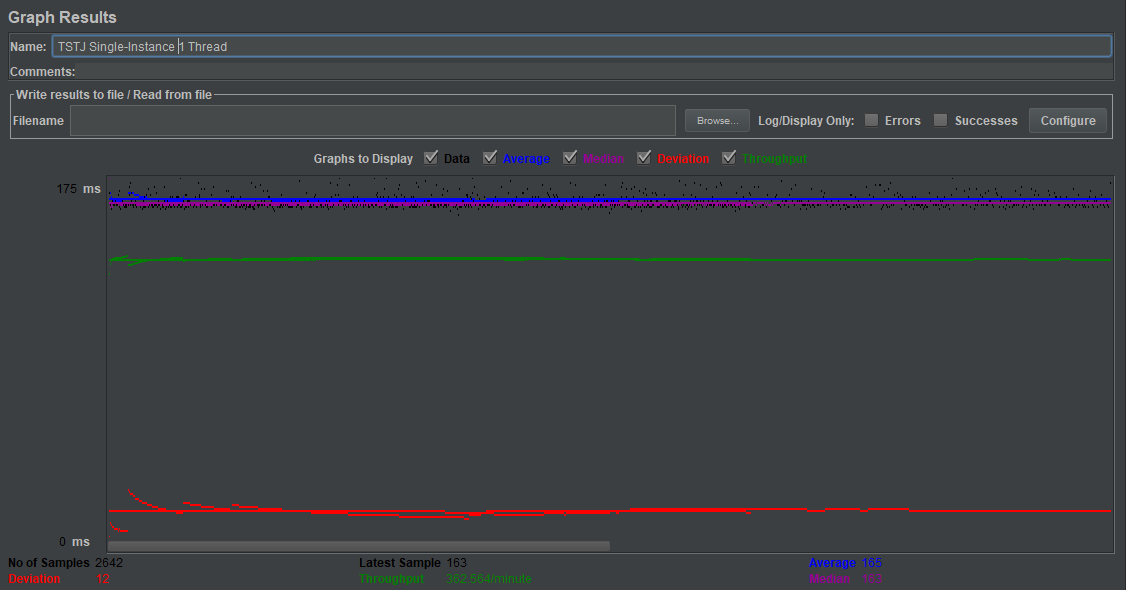 Graph Results
Name: TSTJ Single-Instance 1 Thread
Comments:
Write results to file / Read from file
Filename Browse... Log/Display Only: Errors Successes Configure
Graphs to Display Data Average Median Deviation Throughput
175 ms
0 ms
No of Samples 2642 Latest Sample 163 Average 165
Deviation 12 Throughput 362.564/minute Median